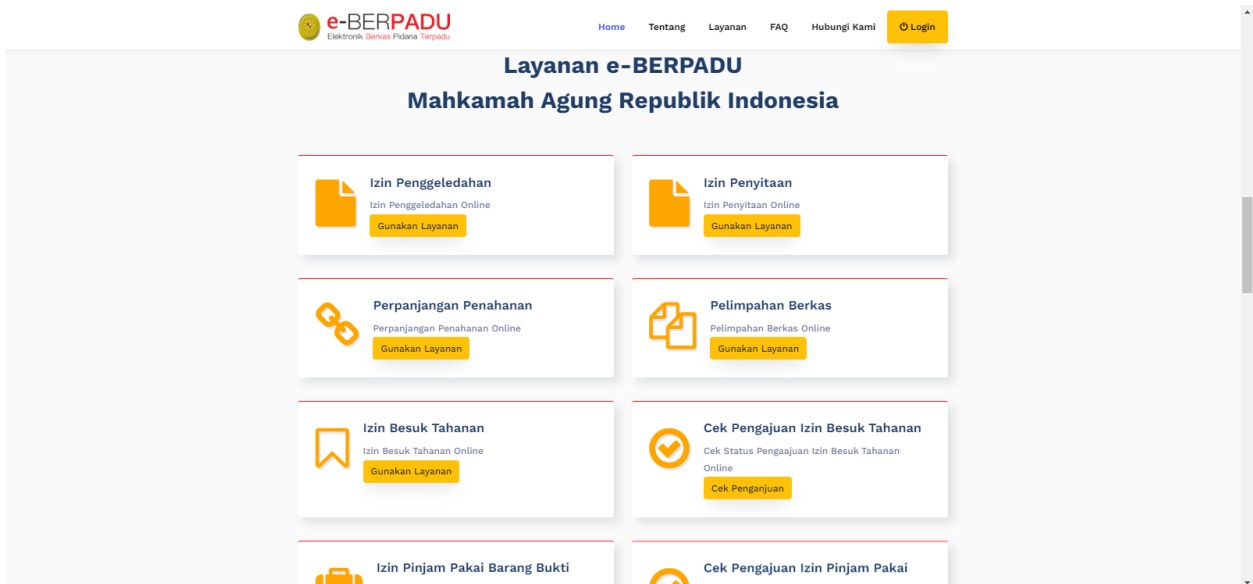 e-BERPADU
Elektronik Berkas Pidana Terpadu
Home Tentang Layanan FAQ Hubungi Kami Login
Layanan e-BERPADU
Mahkamah Agung Republik Indonesia
Izin Penggeledahan
Izin Penggeledahan Online
Gunakan Layanan
Izin Penyitaan
Izin Penyitaan Online
Gunakan Layanan
Perpanjangan Penahanan
Perpanjangan Penahanan Online
Gunakan Layanan
Pelimpahan Berkas
Pelimpahan Berkas Online
Gunakan Layanan
Izin Besuk Tahanan
Izin Besuk Tahanan Online
Gunakan Layanan
Cek Pengajuan Izin Besuk Tahanan
Cek Status Pengaajuan Izin Besuk Tahanan
Online
Cek Penganjuan
Izin Pinjam Pakai Barang Bukti
Cek Pengajuan Izin Pinjam Pakai